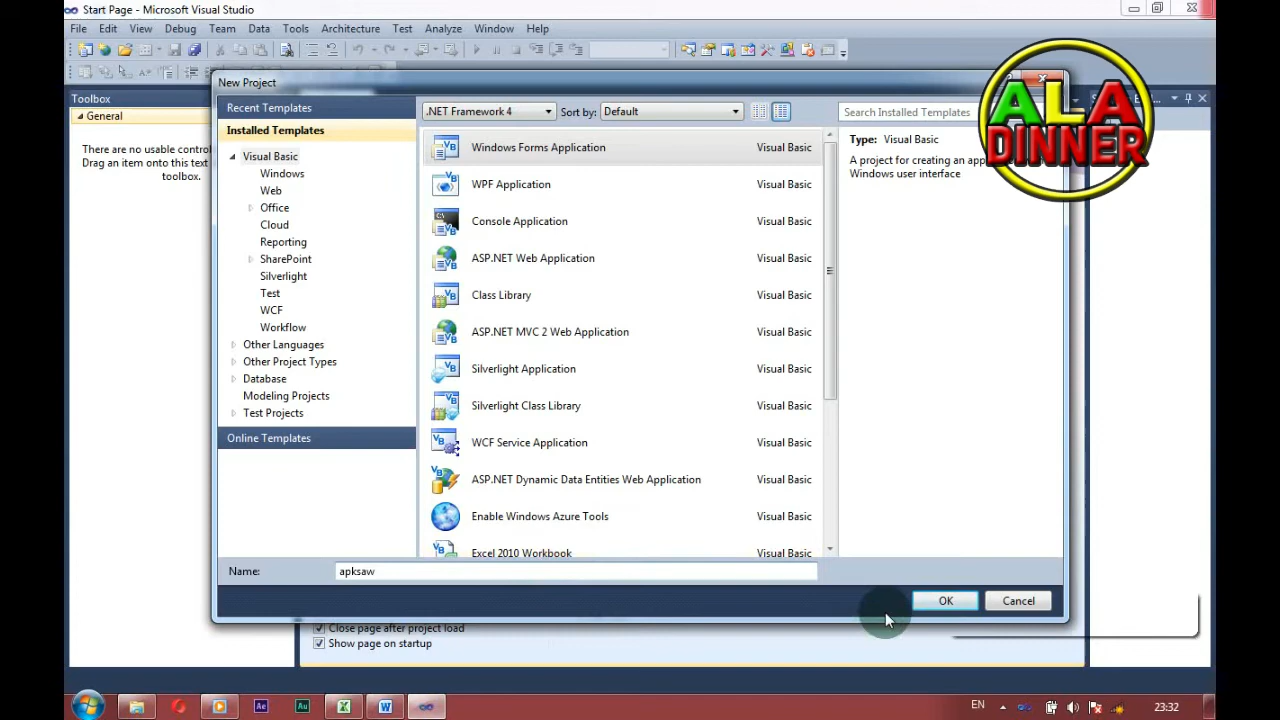 Start Page - Microsoft Visual Studio
File Edit View Debug Team Data Tools Architecture Test Analyze Window Help
New Project
Toolbox
General
There are no usable
Drag an item onto this text
toolbox.
Recent Templates
Installed Templates
Visual Basic
Windows
Web
Office
Cloud
Reporting
SharePoint
Silverlight
Test
WCF
Workflow
Other Languages
Other Project Types
Database
Modeling Projects
Test Projects
Online Templates
.NET Framework 4 Sort by: Default
Search Installed Templates
Windows Forms Application Visual Basic
WPF Application Visual Basic
Console Application Visual Basic
ASP.NET Web Application Visual Basic
Class Library Visual Basic
ASP.NET MVC 2 Web Application Visual Basic
Silverlight Application Visual Basic
Silverlight Class Library Visual Basic
WCF Service Application Visual Basic
ASP.NET Dynamic Data Entities Web Application Visual Basic
Enable Windows Azure Tools Visual Basic
Excel 2010 Workbook Visual Basic
Type: Visual Basic
A project for creating an
Windows user interface
ALA
DINNER
Name: apksaw
OK Cancel
Close page after project load
Show page on startup
Ae Au
EN 23:32